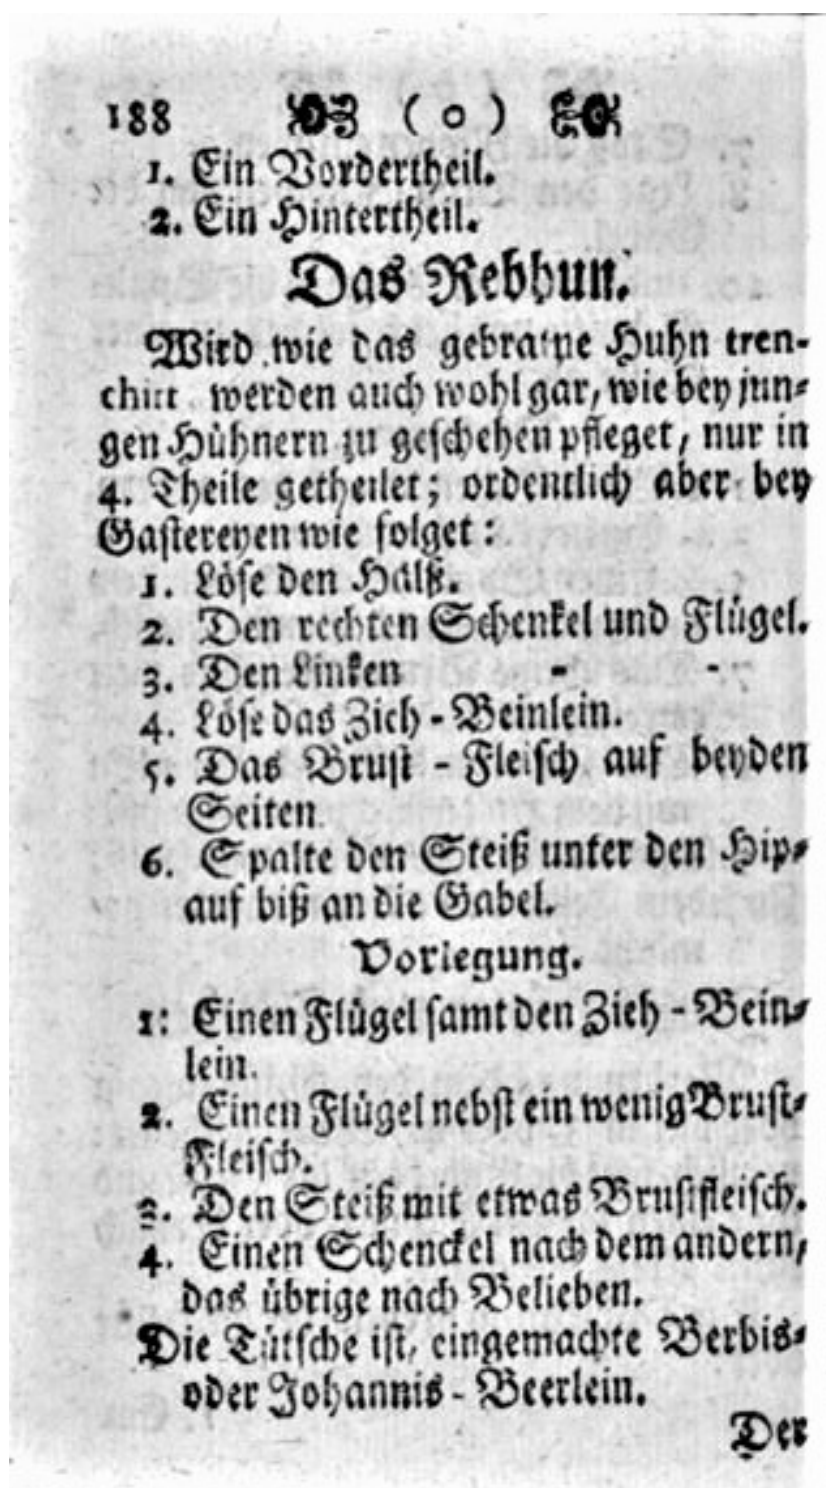 188 ( o )
1. Ein Vordertheil.
2. Ein Hintertheil.
Das Rebhun.
Wird wie das gebratne Huhn tren-
chirt werden auch wohl gar, wie bey jun-
gen Hühnern zu geschehen pfleget, nur in
4. Theile getheilet; ordentlich aber bey
Gastereyen wie folget:
1. Löse den Halß.
2. Den rechten Schenkel und Flügel.
3. Den Linken - -
4. Löse das Zieh-Beinlein.
5. Das Brust-Fleisch auf beyden
Seiten
6. Spalte den Steiß unter den Hip-
auf biß an die Gabel.
Vorlegung.
1: Einen Flügel samt den Zieh-Bein-
lein.
2. Einen Flügel nebst ein wenig Brust-
Fleisch.
3. Den Steiß mit etwas Brustfleisch.
4. Einen Schenckel nach dem andern,
das übrige nach Belieben.
Die Tütsche ist, eingemachte Berbis-
oder Johannis-Beerlein.
Der